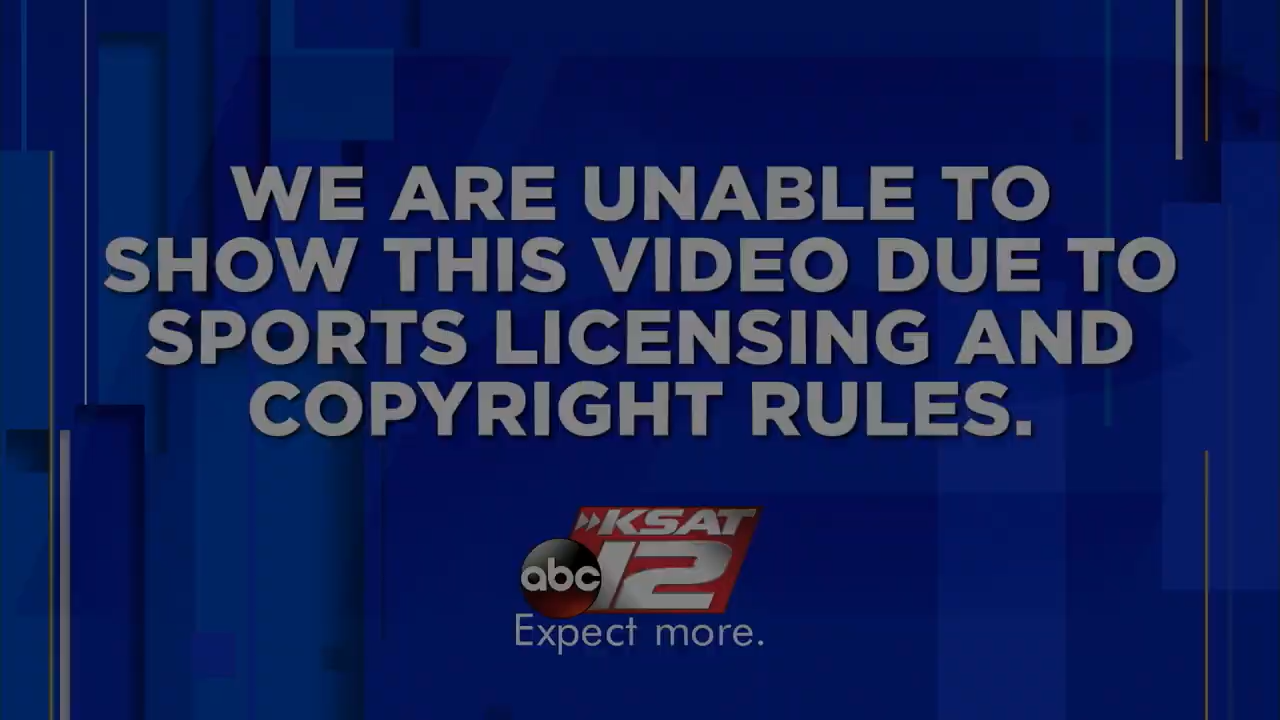 WE ARE UNABLE TO
SHOW THIS VIDEO DUE TO
SPORTS LICENSING AND
COPYRIGHT RULES.
KSAT
abc 12
Expect more.